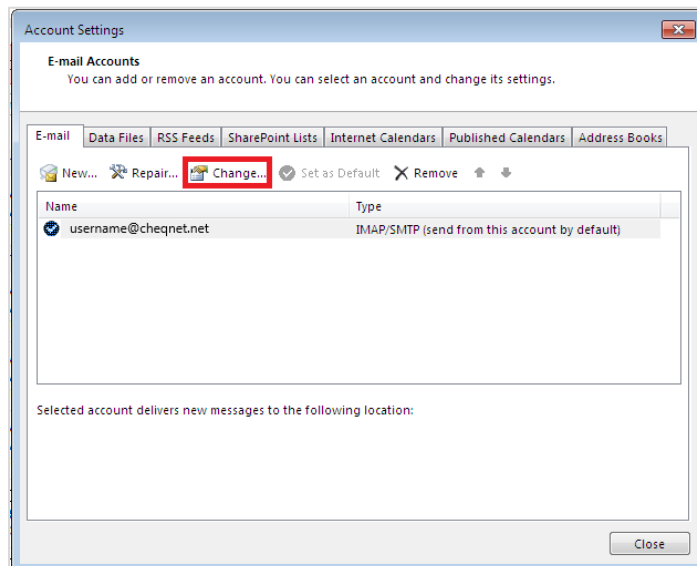 Account Settings
E-mail Accounts
You can add or remove an account. You can select an account and change its settings.
E-mail Data Files RSS Feeds SharePoint Lists Internet Calendars Published Calendars Address Books
New... Repair... Change... Set as Default Remove
Name Type
username@cheqnet.net IMAP/SMTP (send from this account by default)
Selected account delivers new messages to the following location:
Close